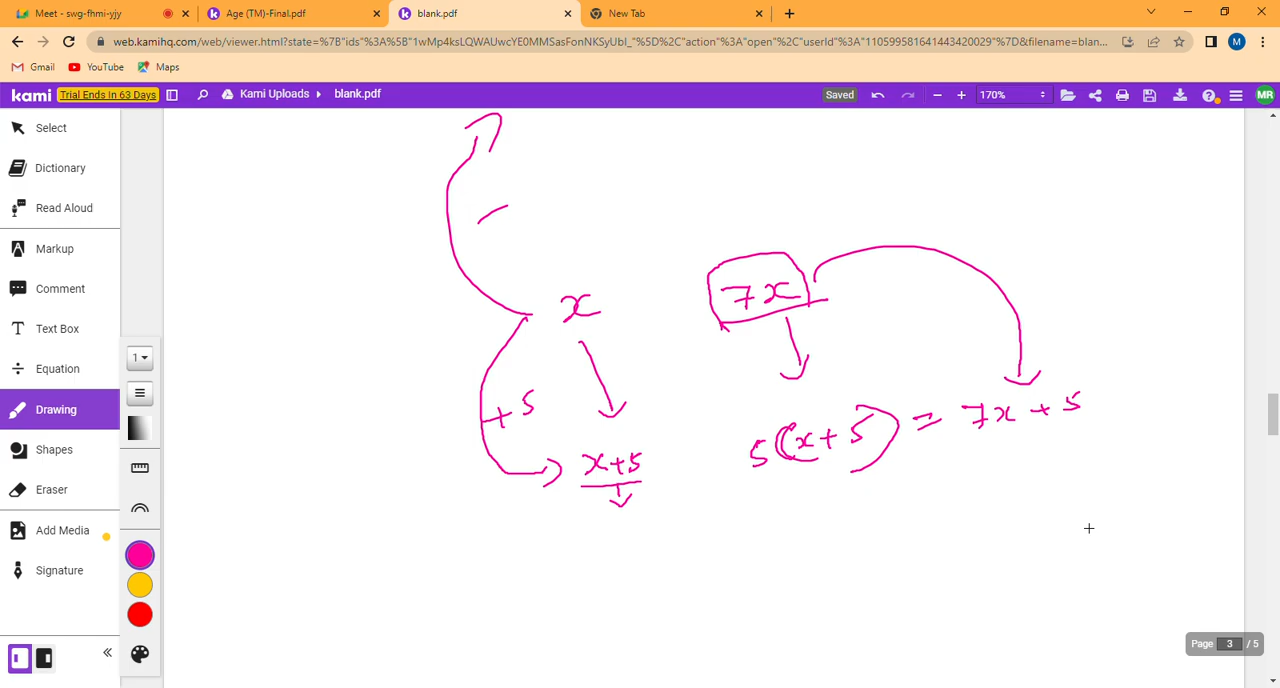 Meet - swg-fhmi-yjy
Age (TM)-Final.pdf
blank.pdf
New Tab
web.kamihq.com/web/viewer.html?state=%7B"ids"%3A%5B"1wMp4ksLQWAUwcYE0MMSasFonNKSyUbI_"%5D%2C"action"%3A"open"%2C"userId"%3A"110599581641443420029"%7D&filename=blan...
Gmail
YouTube
Maps
kami
Trial Ends In 63 Days
Kami Uploads
blank.pdf
Saved
170%
MR
M
Select
Dictionary
Read Aloud
Markup
Comment
Text Box
Equation
Drawing
Shapes
Eraser
Add Media
Signature
1
x
7x
+5
x+5
5(x+5) = 7x+5
Page 3 / 5